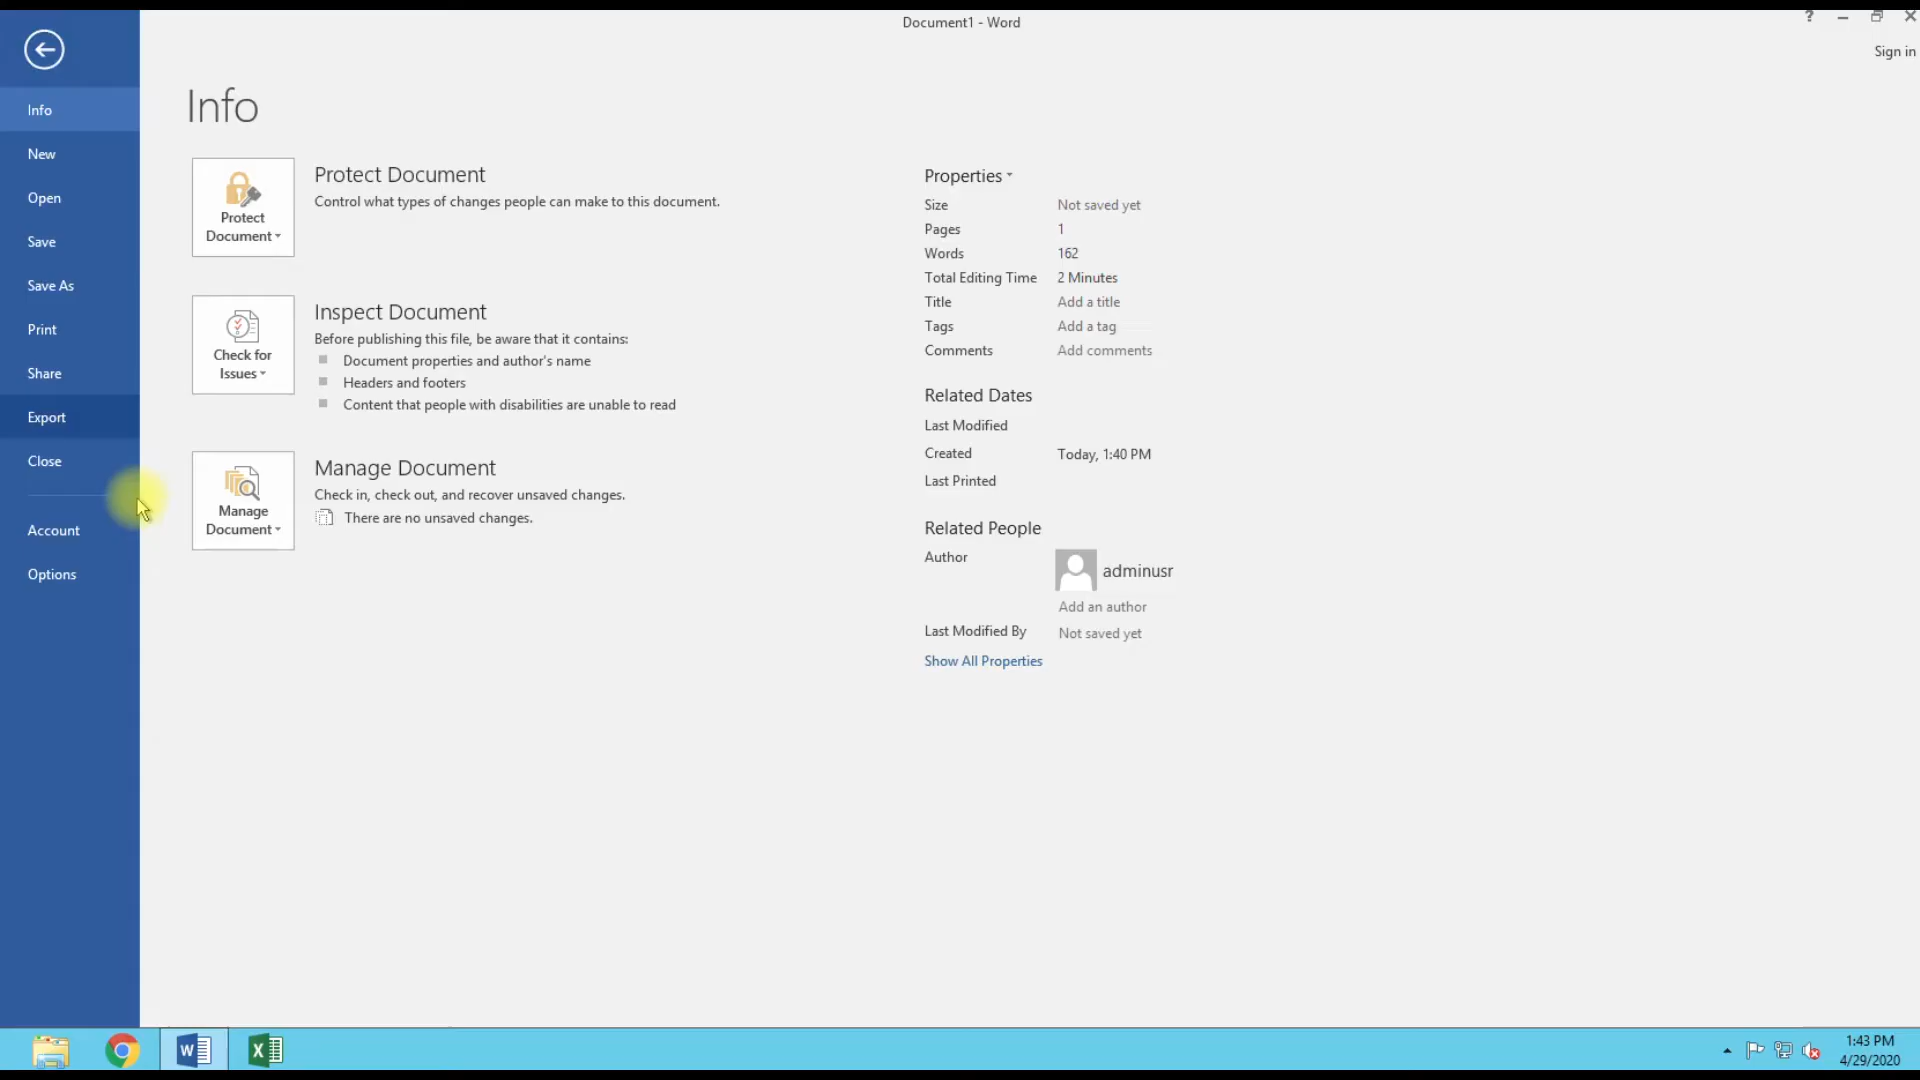 Document1 - Word
?
Sign in
Info
New
Open
Save
Save As
Print
Share
Export
Close
Account
Options
Info
Protect
Document
Protect Document
Control what types of changes people can make to this document.
Check for
Issues
Inspect Document
Before publishing this file, be aware that it contains:
Document properties and author's name
Headers and footers
Content that people with disabilities are unable to read
Manage
Document
Manage Document
Check in, check out, and recover unsaved changes.
There are no unsaved changes.
Properties
Size Not saved yet
Pages 1
Words 162
Total Editing Time 2 Minutes
Title Add a title
Tags Add a tag
Comments Add comments
Related Dates
Last Modified
Created Today, 1:40 PM
Last Printed
Related People
Author adminusr
Add an author
Last Modified By Not saved yet
Show All Properties
W
X
1:43 PM
4/29/2020